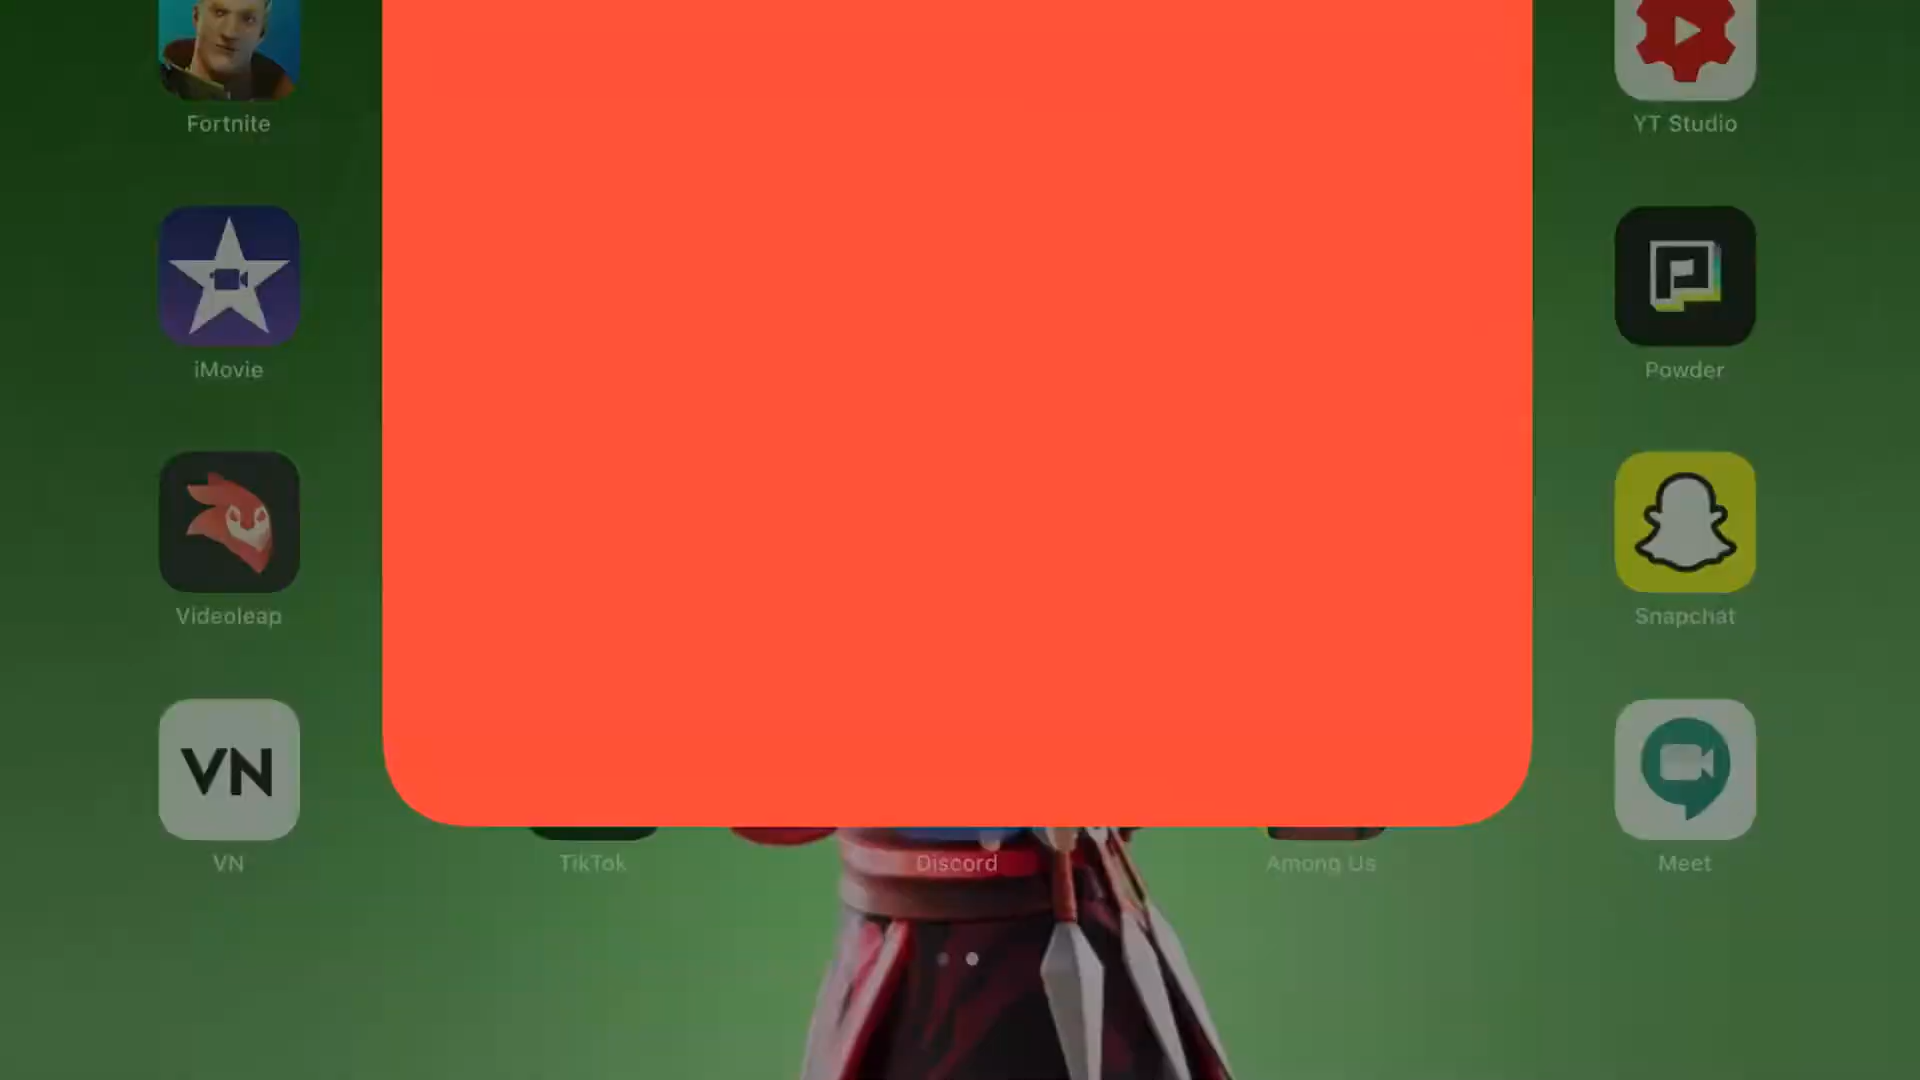 Fortnite
YT Studio
iMovie
Powder
Videoleap
Snapchat
VN
VN
TikTok
Discord
Among Us
Meet